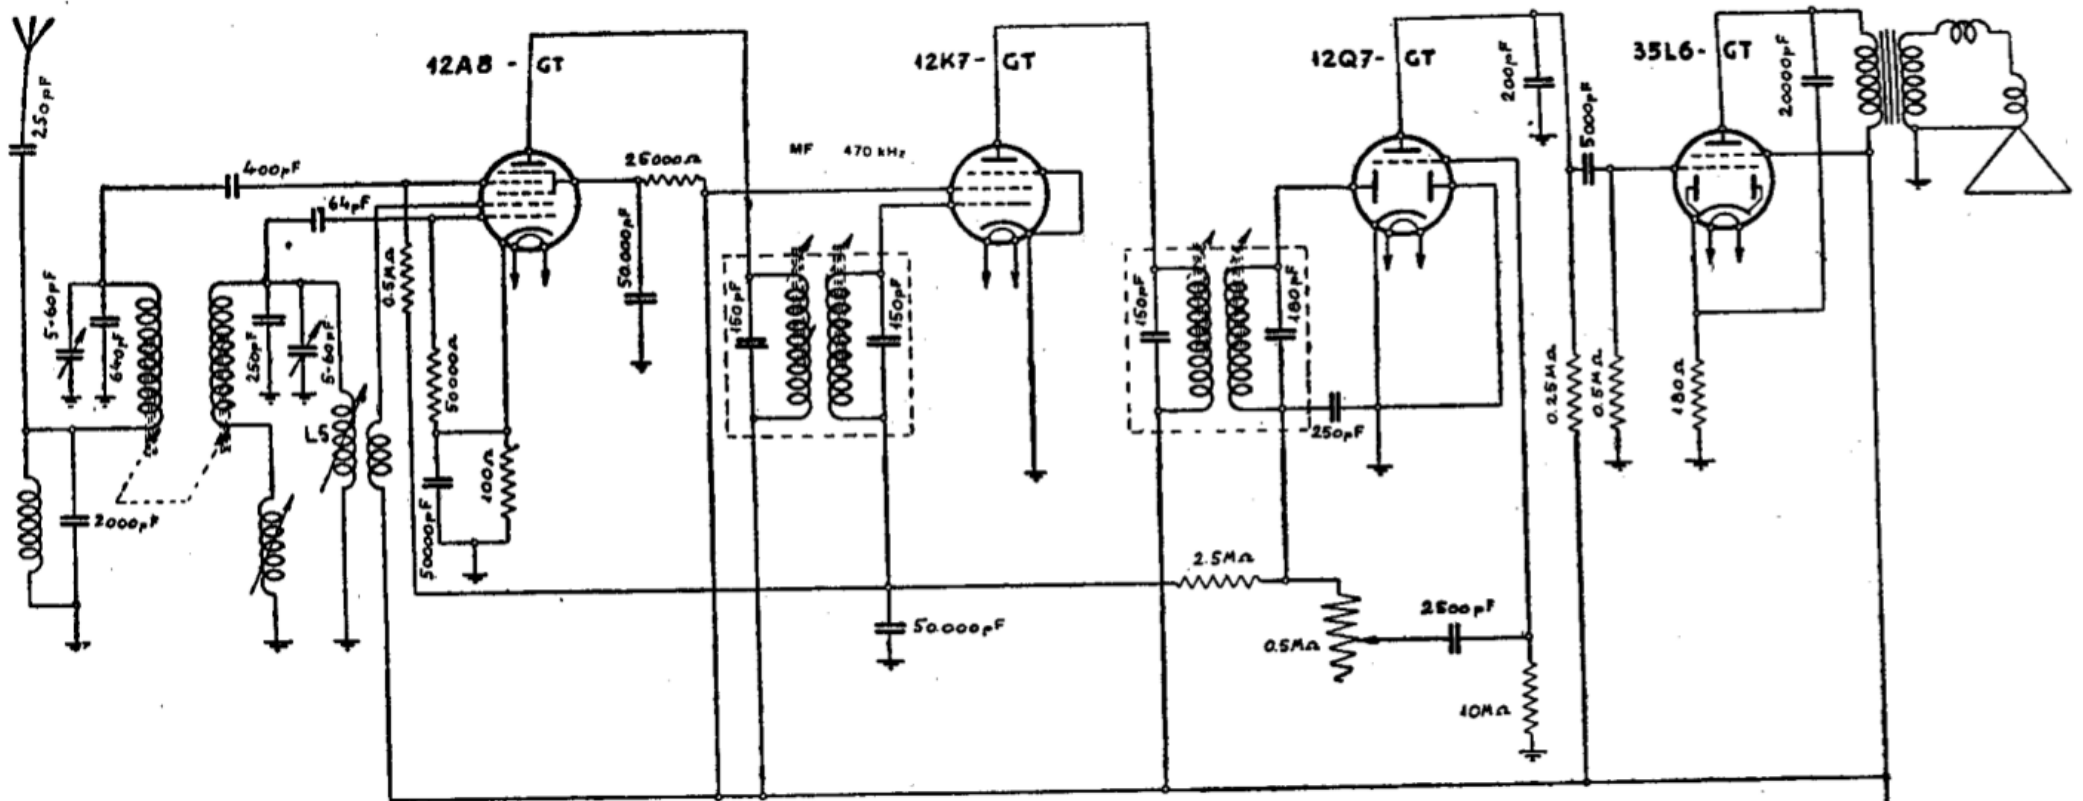 12A8 - GT
12K7 - GT
12Q7 - GT
35L6 - GT
250pF
400pF
64pF
25000Ω
MF 470 kHz
200pF
5000pF
20000pF
5-60pF
640pF
250pF
5-60pF
0.5MΩ
50000Ω
50.000pF
150pF
150pF
150pF
180pF
L5
100Ω
50000pF
2000pF
250pF
0.25MΩ
0.5MΩ
180Ω
2.5MΩ
50.000pF
0.5MΩ
2500pF
10MΩ